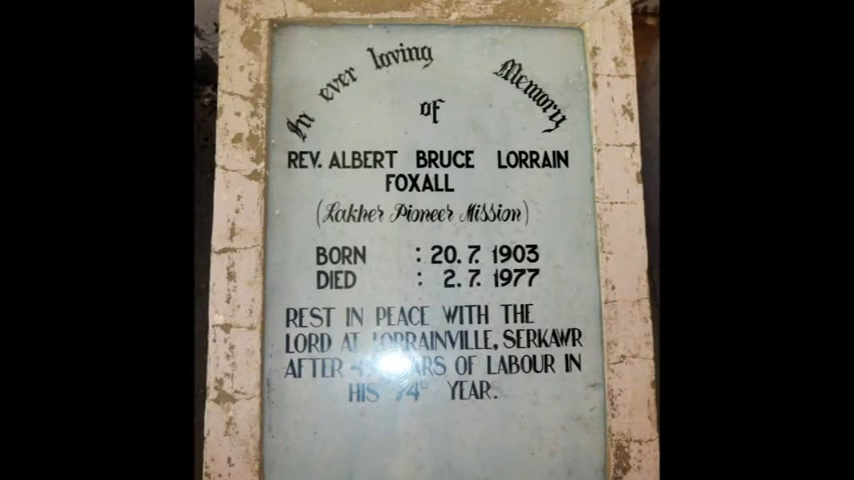 In ever loving Memory
of
REV. ALBERT BRUCE LORRAIN
FOXALL
(Lakher Pioneer Mission)
BORN : 20.7.1903
DIED : 2.7.1977
REST IN PEACE WITH THE
LORD AT LORRAINVILLE, SERKAWR
AFTER YEARS OF LABOUR IN
HIS 74th YEAR.